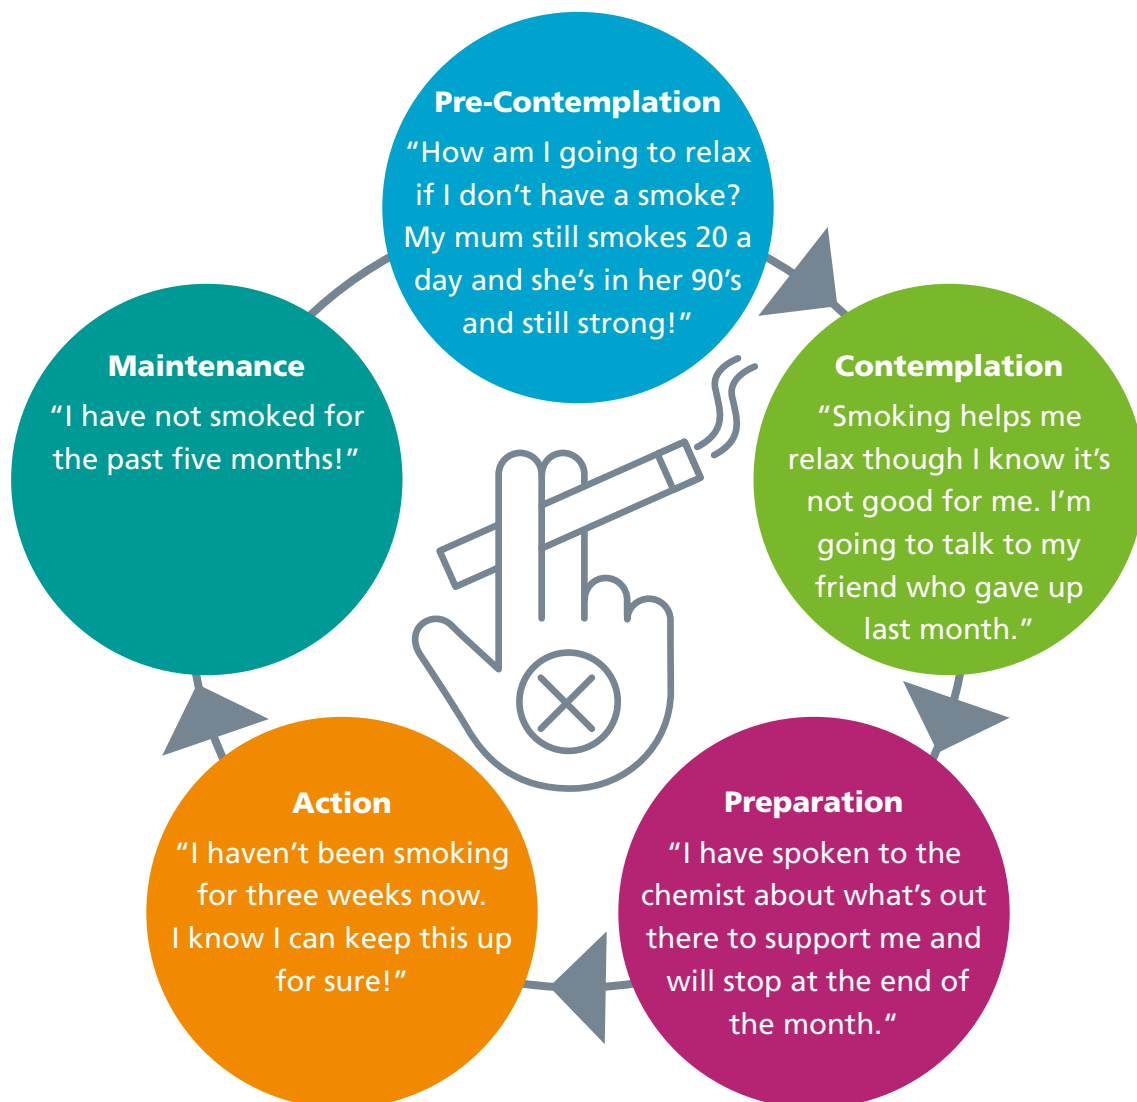 Pre-Contemplation
“How am I going to relax
if I don’t have a smoke?
My mum still smokes 20 a
day and she’s in her 90’s
and still strong!”
Contemplation
“Smoking helps me
relax though I know it’s
not good for me. I’m
going to talk to my
friend who gave up
last month.”
Preparation
“I have spoken to the
chemist about what’s out
there to support me and
will stop at the end of
the month.“
Action
“I haven’t been smoking
for three weeks now.
I know I can keep this up
for sure!”
Maintenance
“I have not smoked for
the past five months!”